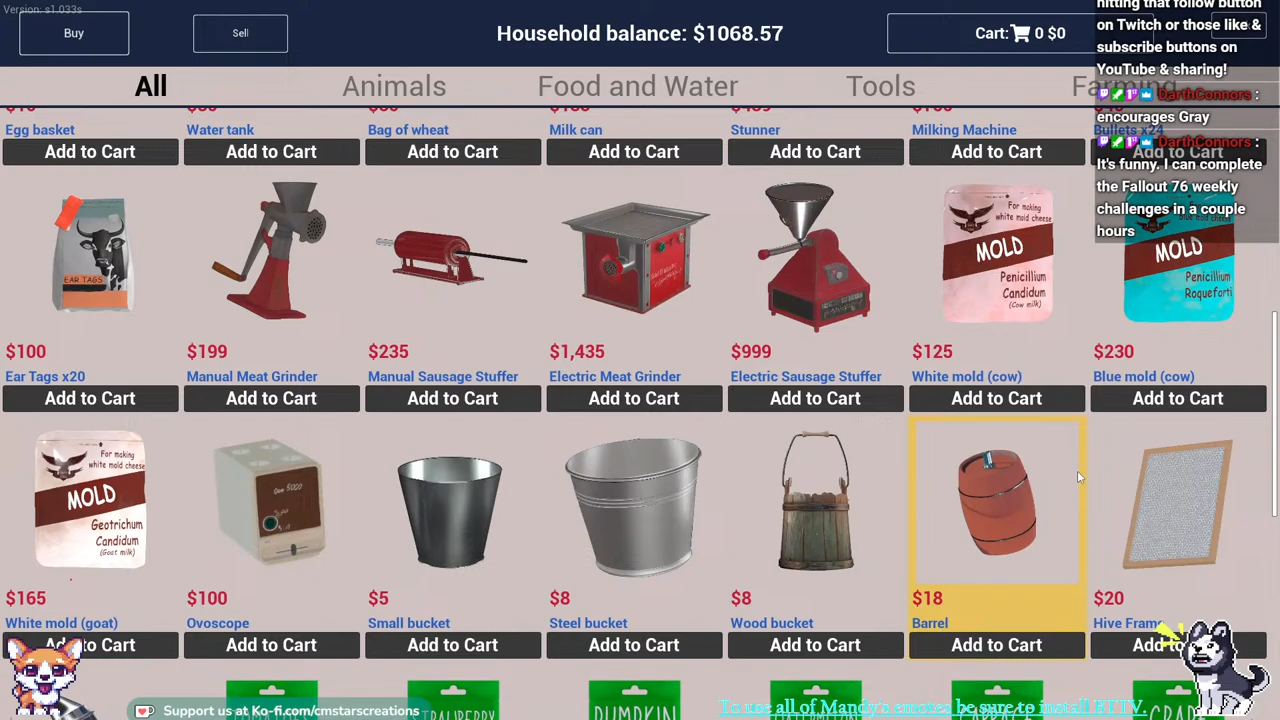 Version: s1.033s
Buy
Sell
Household balance: $1068.57
Cart: 0 $0
All
Animals
Food and Water
Tools
Farming
hitting that follow button
on Twitch or those like &
subscribe buttons on
YouTube & sharing!
DarthConnors :
encourages Gray
DarthConnors :
It's funny. I can complete
the Fallout 76 weekly
challenges in a couple
hours
Egg basket
Water tank
Bag of wheat
Milk can
Stunner
Milking Machine
Bullets x24
Add to Cart
Add to Cart
Add to Cart
Add to Cart
Add to Cart
Add to Cart
Add to Cart
EAR TAGS
For making
white mold cheese
MOLD
Penicillium
Candidum
(Cow milk)
MOLD
Penicillium
Roqueforti
$100
$199
$235
$1,435
$999
$125
$230
Ear Tags x20
Manual Meat Grinder
Manual Sausage Stuffer
Electric Meat Grinder
Electric Sausage Stuffer
White mold (cow)
Blue mold (cow)
Add to Cart
Add to Cart
Add to Cart
Add to Cart
Add to Cart
Add to Cart
Add to Cart
For making
white mold cheese
MOLD
Geotrichum
Candidum
(Goat milk)
$165
$100
$5
$8
$8
$18
$20
White mold (goat)
Ovoscope
Small bucket
Steel bucket
Wood bucket
Barrel
Hive Frame
Add to Cart
Add to Cart
Add to Cart
Add to Cart
Add to Cart
STRAWBERRY
PUMPKIN
Support us at Ko-fi.com/cmstarscreations
To use all of Mandy's emotes be sure to install BTTV.